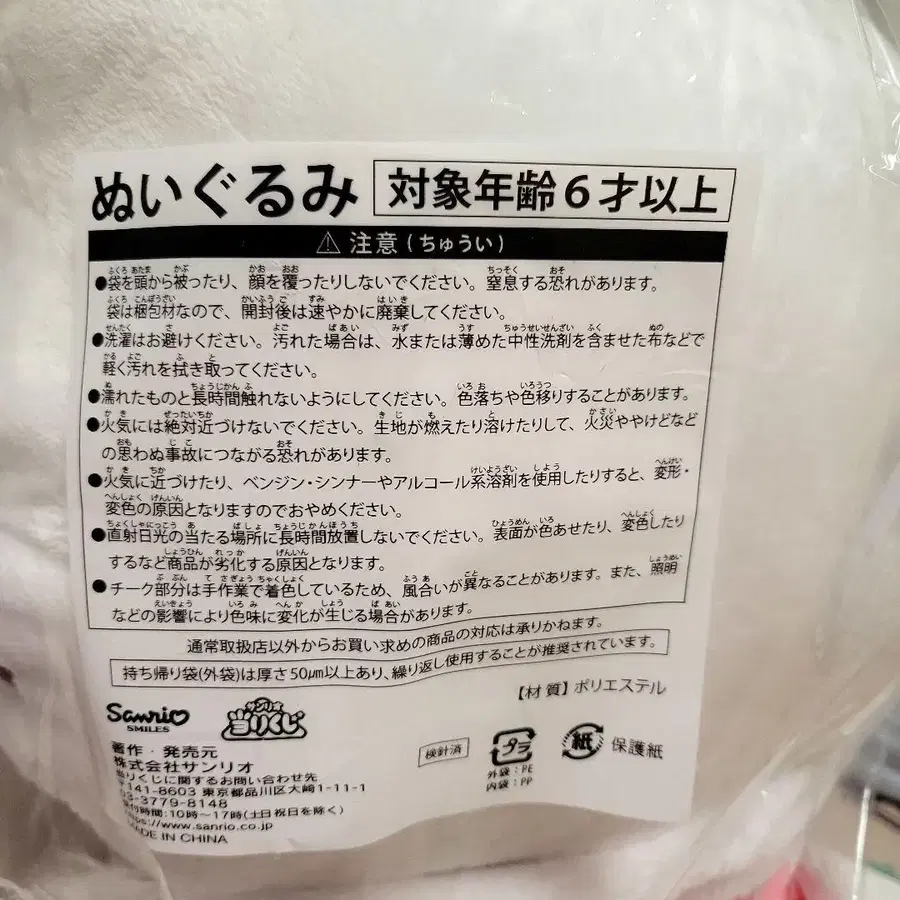 ぬいぐるみ 対象年齢6才以上
⚠ 注意(ちゅうい)
●袋を頭から被ったり、顔を覆ったりしないでください。窒息する恐れがあります。
袋は梱包材なので、開封後は速やかに廃棄してください。
●洗濯はお避けください。汚れた場合は、水または薄めた中性洗剤を含ませた布などで
軽く汚れを拭き取ってください。
●濡れたものと長時間触れないようにしてください。色落ちや色移りすることがあります。
●火気には絶対近づけないでください。生地が燃えたり溶けたりして、火災ややけどなど
の思わぬ事故につながる恐れがあります。
●火気に近づけたり、ベンジン・シンナーやアルコール系溶剤を使用したりすると、変形・
変色の原因となりますのでおやめください。
●直射日光の当たる場所に長時間放置しないでください。表面が色あせたり、変色したり
するなど商品が劣化する原因となります。
●チーク部分は手作業で着色しているため、風合いが異なることがあります。また、照明
などの影響により色味に変化が生じる場合があります。
通常取扱店以外からお買い求めの商品の対応は承りかねます。
持ち帰り袋(外袋)は厚さ50μm以上あり、繰り返し使用することが推奨されています。
【材質】ポリエステル
Sanrio
SMILES
サンリオ
当りくじ
検針済
プラ
外袋:PE
内袋:PP
紙 保護紙
著作・発売元
株式会社サンリオ
当りくじに関するお問い合わせ先
〒141-8603 東京都品川区大崎1-11-1
03-3779-8148
受付時間:10時~17時(土日祝日を除く)
https://www.sanrio.co.jp
MADE IN CHINA